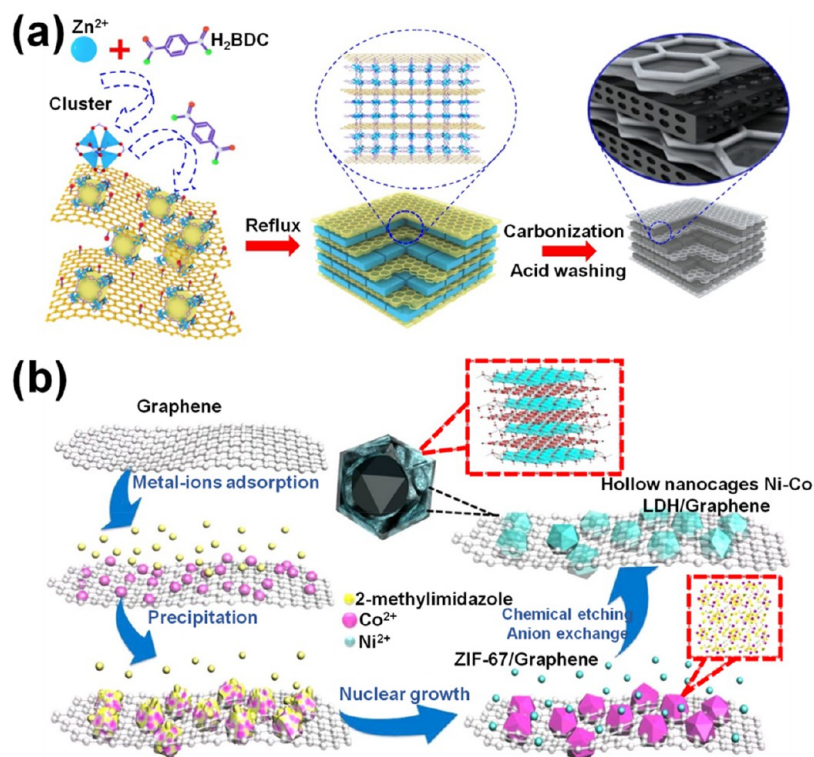 (a)
Zn2+
H₂BDC
Cluster
Reflux
Carbonization
Acid washing
(b)
Graphene
Metal-ions adsorption
Hollow nanocages Ni-Co
LDH/Graphene
Precipitation
2-methylimidazole
Co2+
Ni2+
Chemical etching
Anion exchange
ZIF-67/Graphene
Nuclear growth